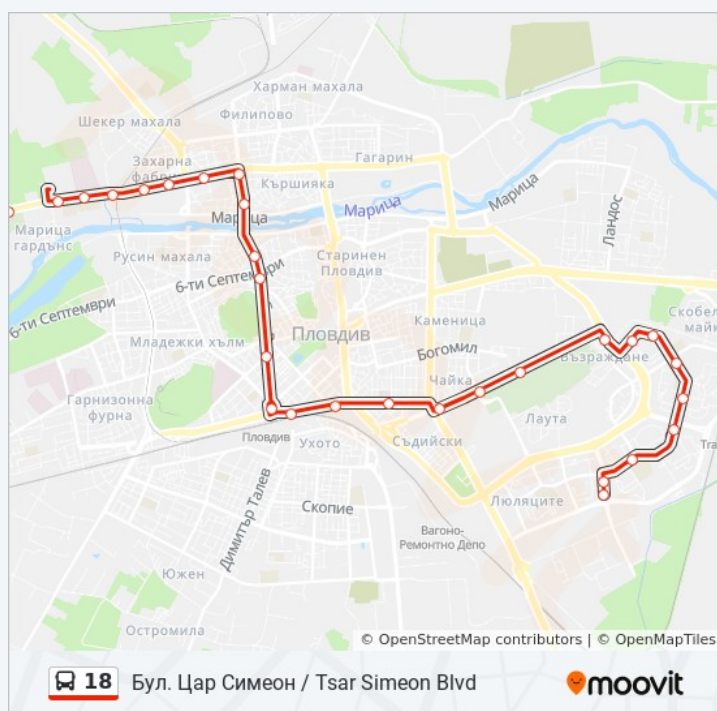 Харман махала
Филипово
Шекер махала
Гагарин
Захарна
фабри
Кършияка
Марица
Марица
Марица
Ландос
Марица
гардънс
Русин махала
Старинен
Пловдив
6-ти Септември
6-ти Септември
Скобел
май
Пловдив
Каменица
Младежки хълм
Богомил
Възраждане
Чайка
Гарнизонна
фурна
Лаута
Пловдив
Ухото
Съдийски
Tra
Димитър Талев
Скопие
Люляците
Вагоно-
Ремонтно Депо
Южен
Остромила
© OpenStreetMap contributors | © OpenMapTiles
18 Бул. Цар Симеон / Tsar Simeon Blvd
moovit